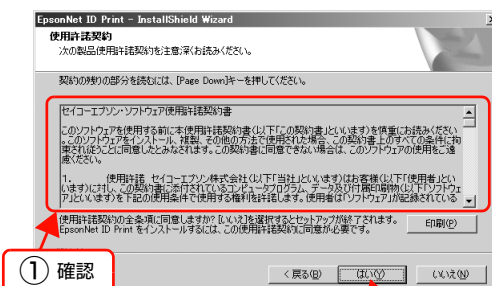 EpsonNet ID Print - InstallShield Wizard
使用許諾契約
次の製品使用許諾契約を注意深くお読みください。
契約の残りの部分を読むには、[Page Down]キーを押してください。
セイコーエプソン・ソフトウェア使用許諾契約書
このソフトウェアを使用する前に本使用許諾契約書(以下「この契約書」といいます)を慎重にお読みください
。このソフトウェアをインストール、複製、その他の方法で使用された場合、この契約書上のすべての条件に拘
束され従うことに同意したとみなされます。この契約書に同意できない場合は、このソフトウェアの使用をご遠
慮ください。
1. 使用許諾 セイコーエプソン株式会社(以下「当社」といいます)はお客様(以下「使用者」とい
います)に対し、この契約書に添付されているコンピュータプログラム、データ及び付属印刷物(以下「ソフトウェ
ア」といいます)を下記の使用条件で使用する権利を許諾します。使用者は「ソフトウェア」が記録されている
使用許諾契約の全条項に同意しますか? [いいえ]を選択するとセットアップが終了されます。
EpsonNet ID Print をインストールするには、この使用許諾契約に同意が必要です。
印刷(P)
① 確認
< 戻る(B)
はい(Y)
いいえ(N)